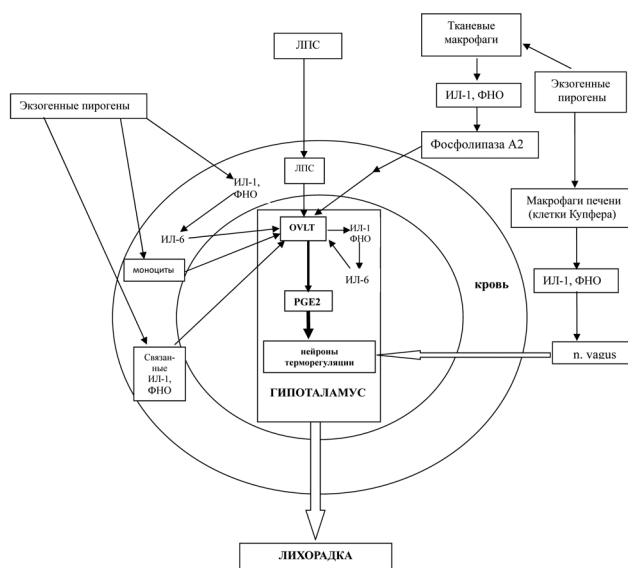 Тканевые
макрофаги
ЛПС
ИЛ-1, ФНО
Экзогенные
пирогены
Экзогенные пирогены
Фосфолипаза А2
ЛПС
ИЛ-1,
ФНО
Макрофаги печени
(клетки Купфера)
OVLT
ИЛ-1
ФНО
ИЛ-6
моноциты
ИЛ-6
кровь
ИЛ-1, ФНО
PGE2
Связан-
ные
ИЛ-1,
ФНО
нейроны
терморегуляции
n. vagus
ГИПОТАЛАМУС
ЛИХОРАДКА